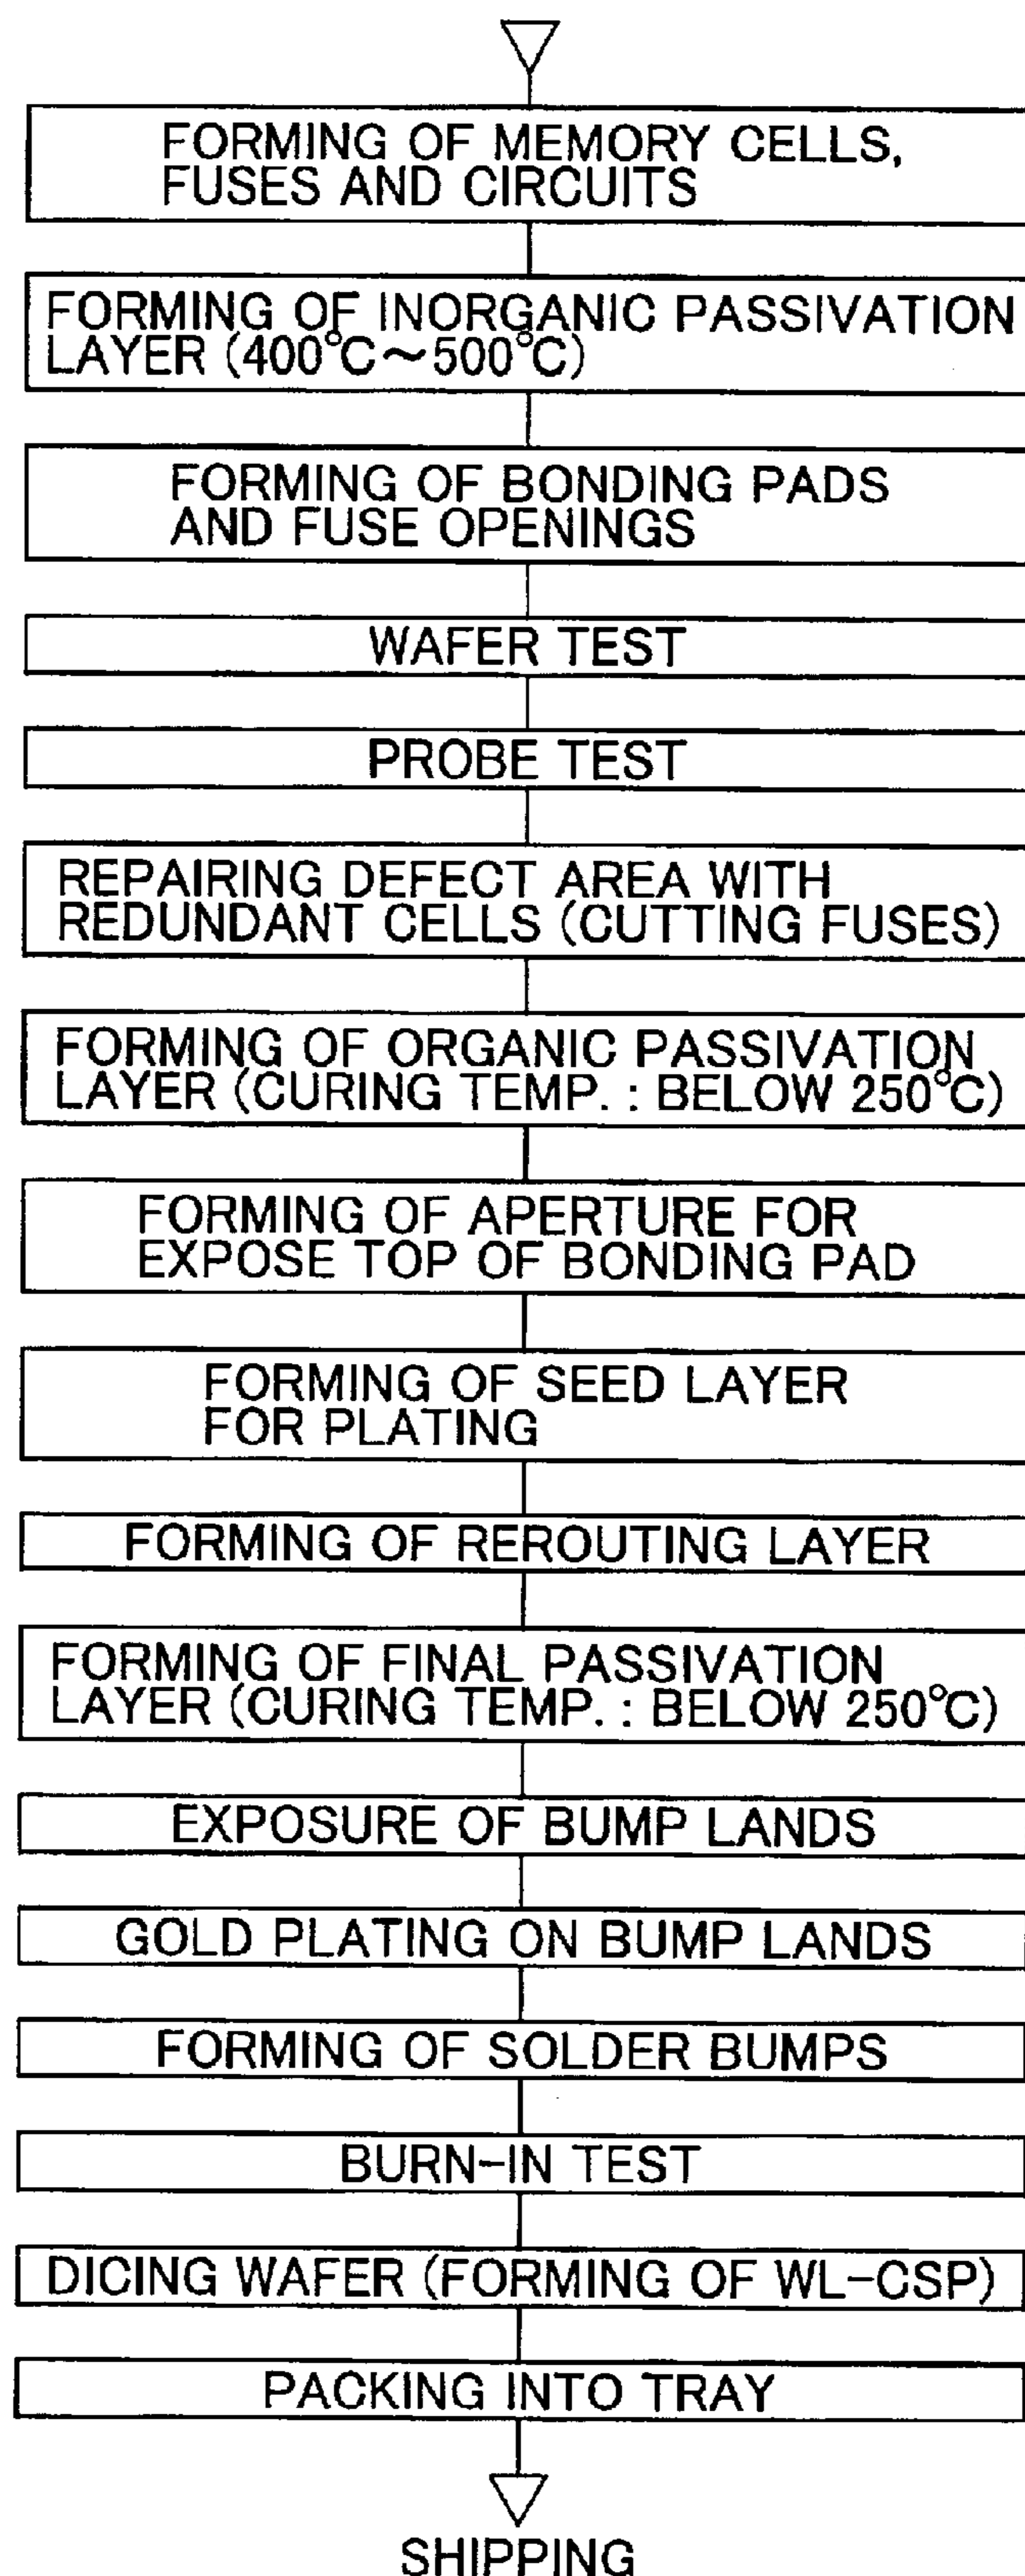 FORMING OF MEMORY CELLS,
FUSES AND CIRCUITS
FORMING OF INORGANIC PASSIVATION
LAYER (400°C～500°C)
FORMING OF BONDING PADS
AND FUSE OPENINGS
WAFER TEST
PROBE TEST
REPAIRING DEFECT AREA WITH
REDUNDANT CELLS (CUTTING FUSES)
FORMING OF ORGANIC PASSIVATION
LAYER (CURING TEMP. : BELOW 250°C)
FORMING OF APERTURE FOR
EXPOSE TOP OF BONDING PAD
FORMING OF SEED LAYER
FOR PLATING
FORMING OF REROUTING LAYER
FORMING OF FINAL PASSIVATION
LAYER (CURING TEMP. : BELOW 250°C)
EXPOSURE OF BUMP LANDS
GOLD PLATING ON BUMP LANDS
FORMING OF SOLDER BUMPS
BURN-IN TEST
DICING WAFER (FORMING OF WL-CSP)
PACKING INTO TRAY
SHIPPING